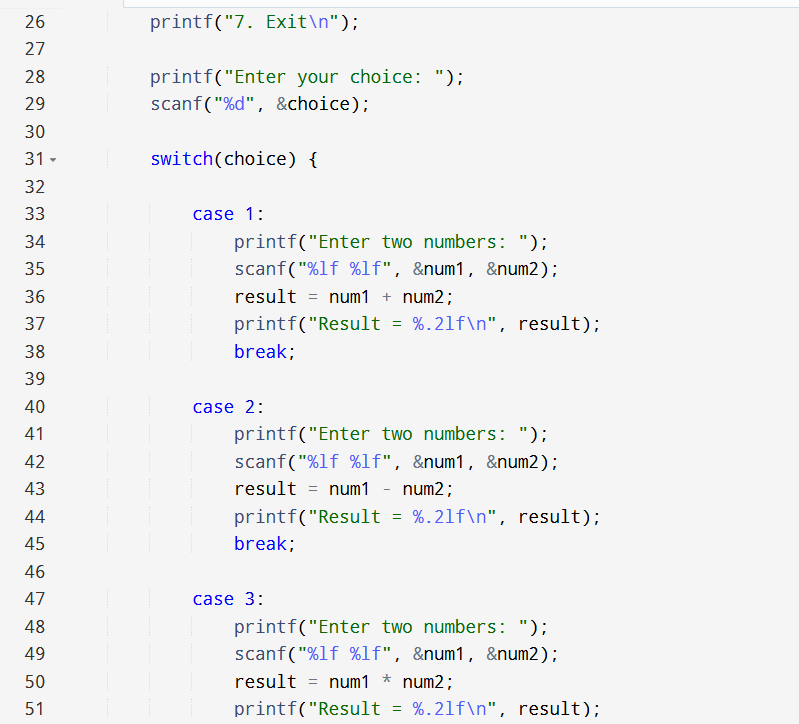 26 printf("7. Exit\n");
27
28 printf("Enter your choice: ");
29 scanf("%d", &choice);
30
31 switch(choice) {
32
33 case 1:
34 printf("Enter two numbers: ");
35 scanf("%lf %lf", &num1, &num2);
36 result = num1 + num2;
37 printf("Result = %.2lf\n", result);
38 break;
39
40 case 2:
41 printf("Enter two numbers: ");
42 scanf("%lf %lf", &num1, &num2);
43 result = num1 - num2;
44 printf("Result = %.2lf\n", result);
45 break;
46
47 case 3:
48 printf("Enter two numbers: ");
49 scanf("%lf %lf", &num1, &num2);
50 result = num1 * num2;
51 printf("Result = %.2lf\n", result);